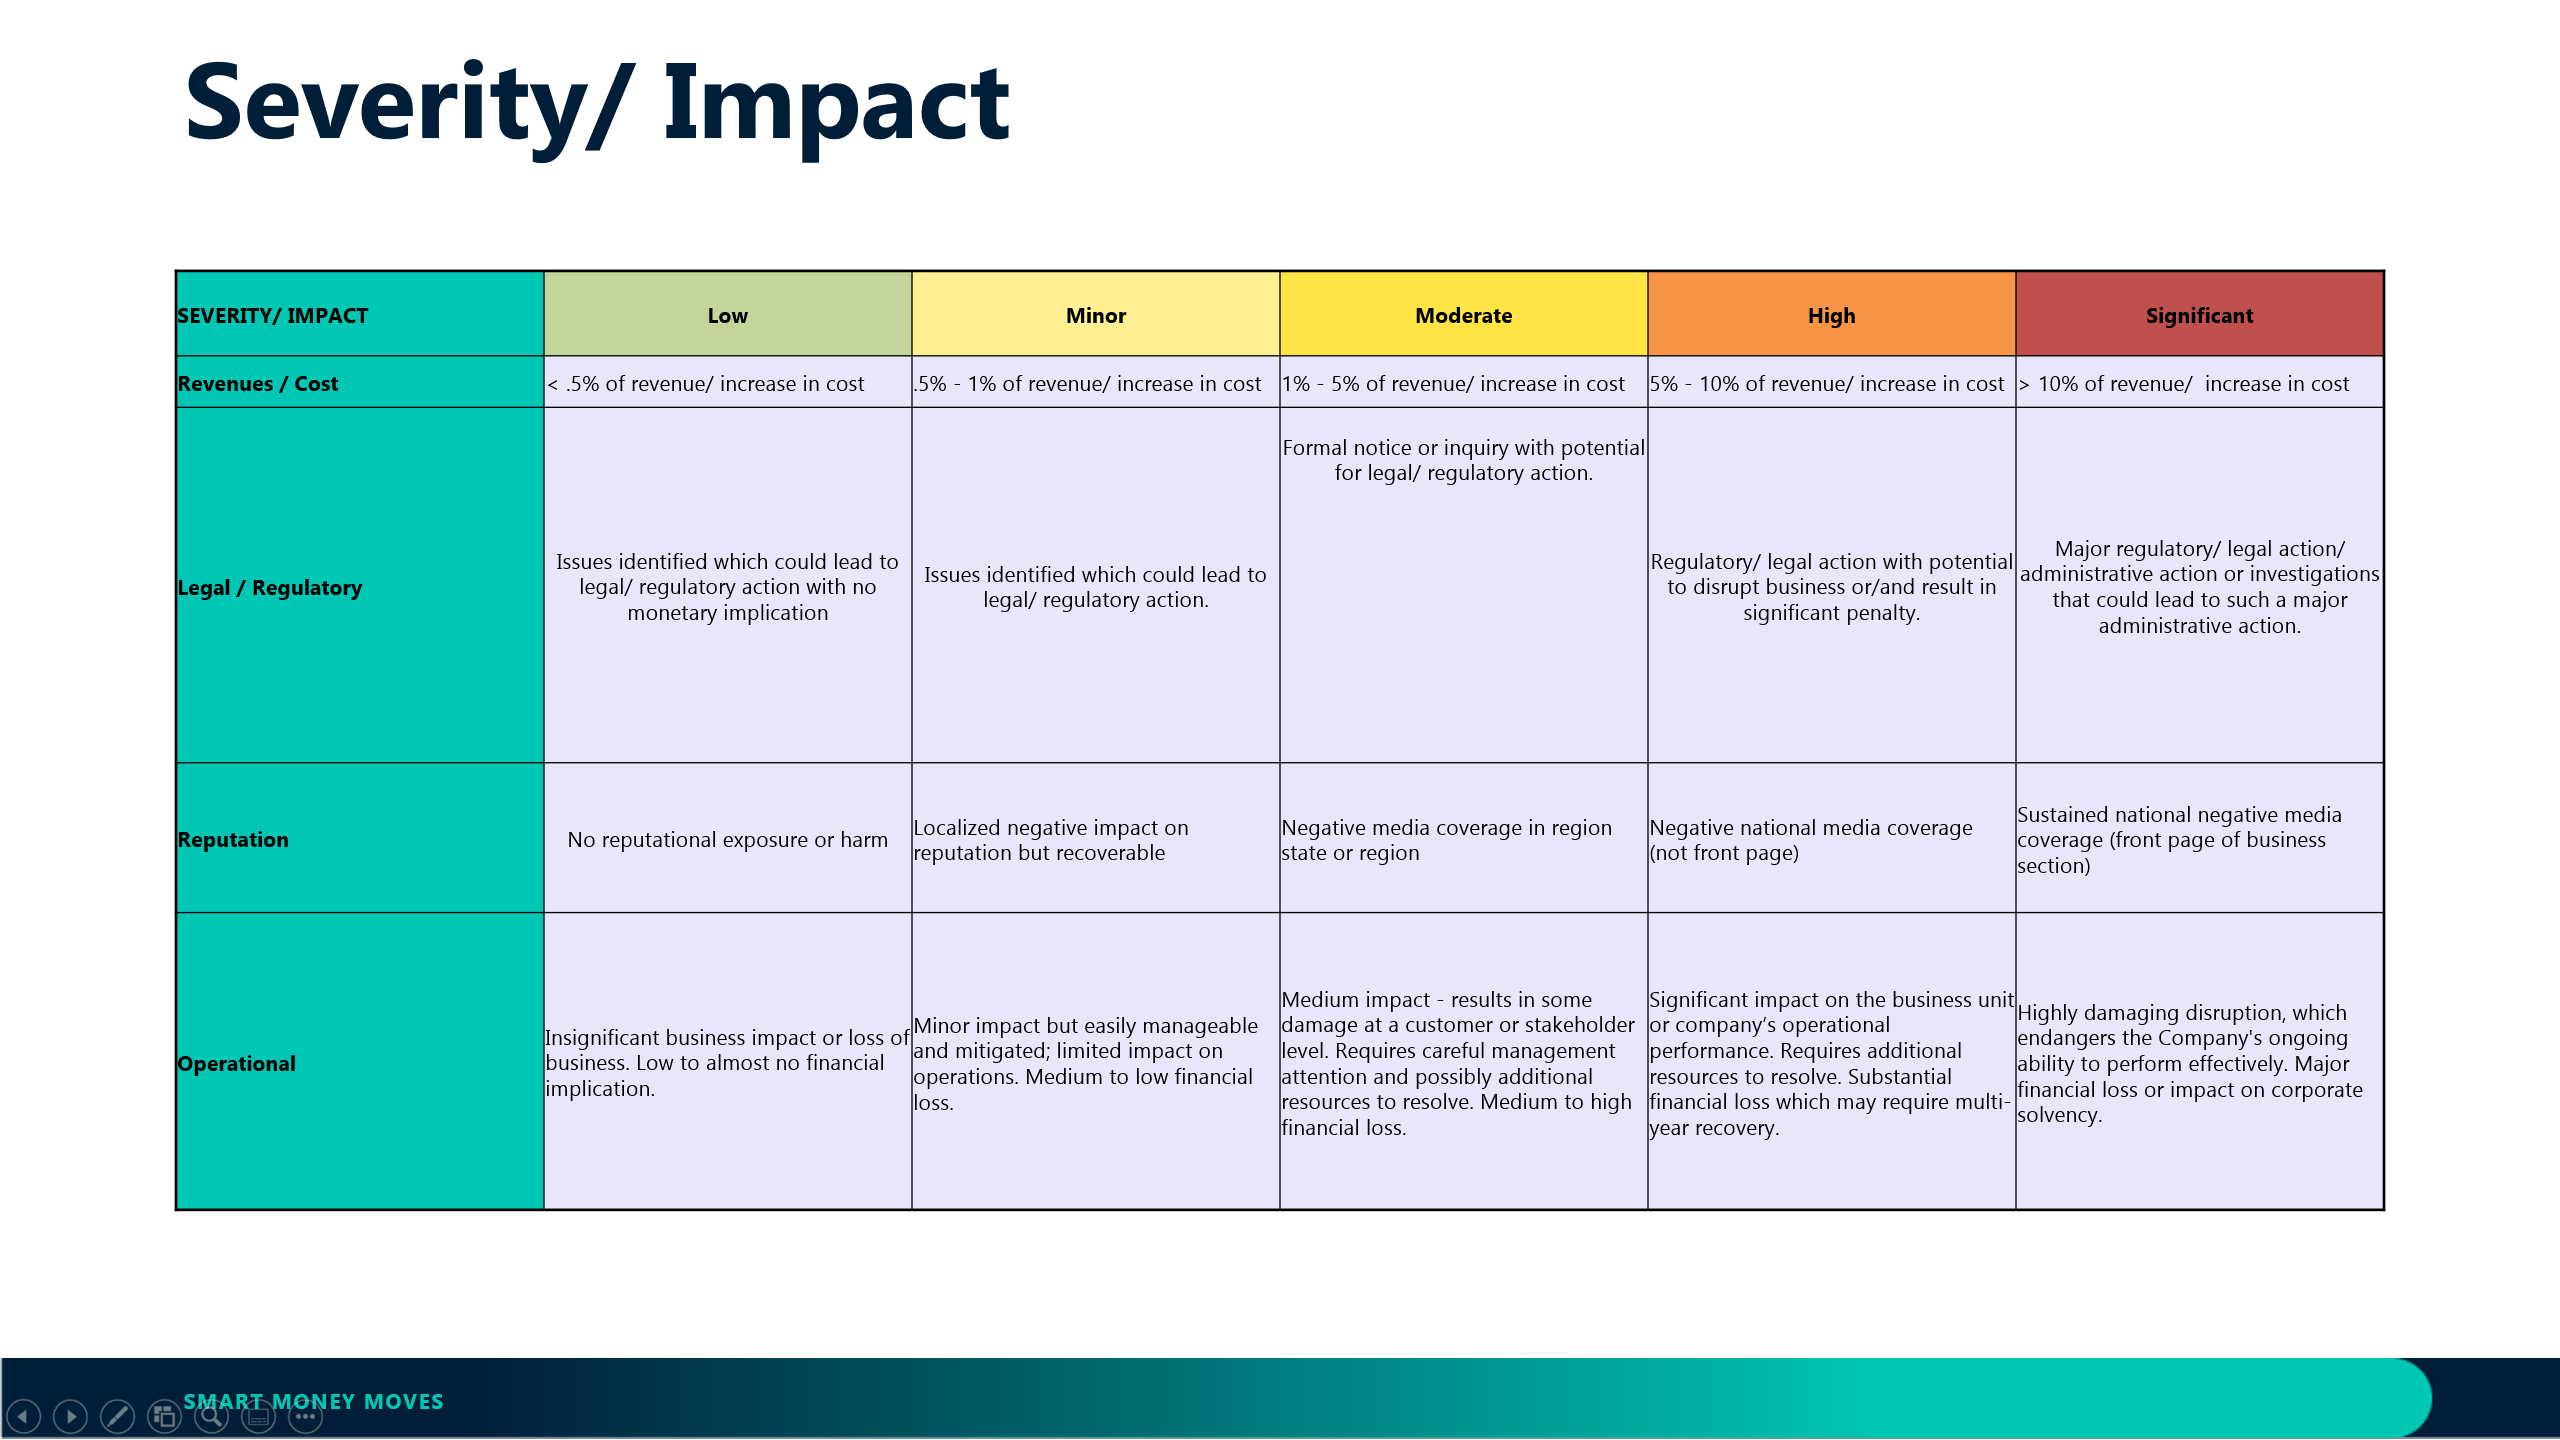 Severity/ Impact
SEVERITY/ IMPACT
Low
Minor
Moderate
High
Significant
Revenues / Cost
< .5% of revenue/ increase in cost
.5% - 1% of revenue/ increase in cost
1% - 5% of revenue/ increase in cost
5% - 10% of revenue/ increase in cost
> 10% of revenue/  increase in cost
Legal / Regulatory
Issues identified which could lead to
legal/ regulatory action with no
monetary implication
Issues identified which could lead to
legal/ regulatory action.
Formal notice or inquiry with potential
for legal/ regulatory action.
Regulatory/ legal action with potential
to disrupt business or/and result in
significant penalty.
Major regulatory/ legal action/
administrative action or investigations
that could lead to such a major
administrative action.
Reputation
No reputational exposure or harm
Localized negative impact on
reputation but recoverable
Negative media coverage in region
state or region
Negative national media coverage
(not front page)
Sustained national negative media
coverage (front page of business
section)
Operational
Insignificant business impact or loss of
business. Low to almost no financial
implication.
Minor impact but easily manageable
and mitigated; limited impact on
operations. Medium to low financial
loss.
Medium impact - results in some
damage at a customer or stakeholder
level. Requires careful management
attention and possibly additional
resources to resolve. Medium to high
financial loss.
Significant impact on the business unit
or company’s operational
performance. Requires additional
resources to resolve. Substantial
financial loss which may require multi-
year recovery.
Highly damaging disruption, which
endangers the Company's ongoing
ability to perform effectively. Major
financial loss or impact on corporate
solvency.
SMART MONEY MOVES